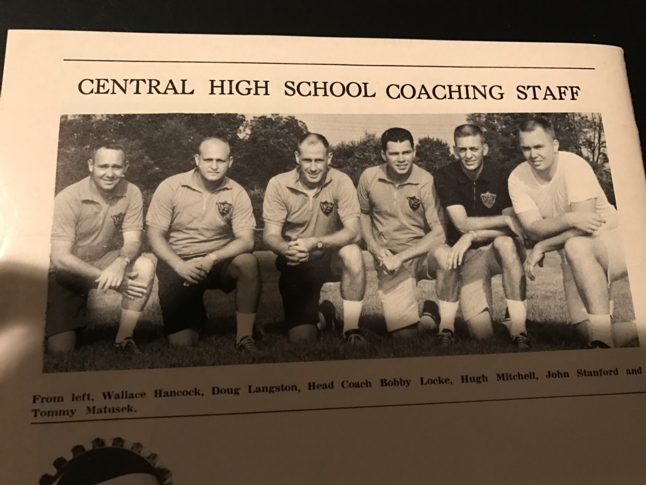 CENTRAL HIGH SCHOOL COACHING STAFF
From left, Wallace Hancock, Doug Langston, Head Coach Bobby Locke, Hugh Mitchell, John Stanford and
Tommy Matusek.